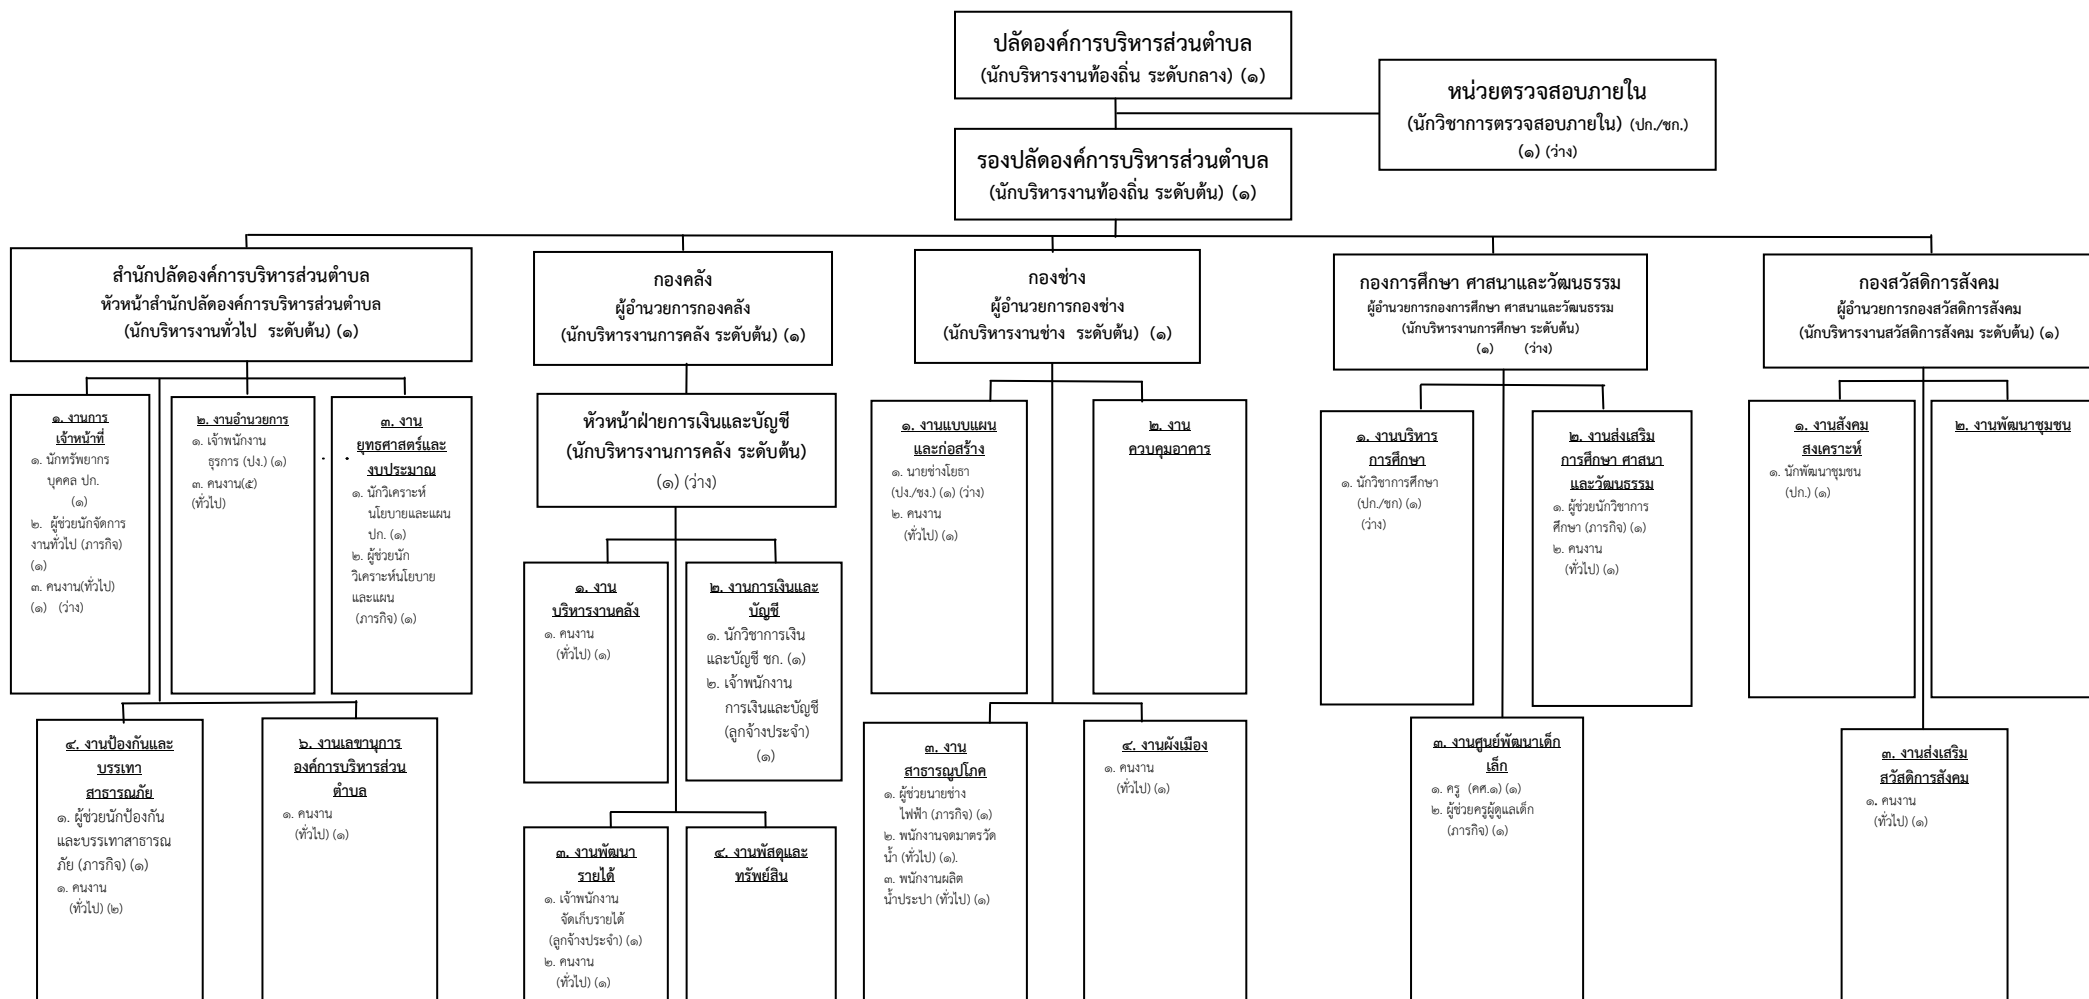 ปลัดองค์การบริหารส่วนตำบล
(นักบริหารงานท้องถิ่น ระดับกลาง) (๑)
หน่วยตรวจสอบภายใน
(นักวิชาการตรวจสอบภายใน) (ปก./ชก.)
(๑) (ว่าง)
รองปลัดองค์การบริหารส่วนตำบล
(นักบริหารงานท้องถิ่น ระดับต้น) (๑)
สำนักปลัดองค์การบริหารส่วนตำบล
หัวหน้าสำนักปลัดองค์การบริหารส่วนตำบล
(นักบริหารงานทั่วไป ระดับต้น) (๑)
กองคลัง
ผู้อำนวยการกองคลัง
(นักบริหารงานการคลัง ระดับต้น) (๑)
กองช่าง
ผู้อำนวยการกองช่าง
(นักบริหารงานช่าง ระดับต้น) (๑)
กองการศึกษา ศาสนาและวัฒนธรรม
ผู้อำนวยการกองการศึกษา ศาสนาและวัฒนธรรม
(นักบริหารงานการศึกษา ระดับต้น)
(๑) (ว่าง)
กองสวัสดิการสังคม
ผู้อำนวยการกองสวัสดิการสังคม
(นักบริหารงานสวัสดิการสังคม ระดับต้น) (๑)
๑. งานการ
เจ้าหน้าที่
๑. นักทรัพยากร
บุคคล ปก.
(๑)
๒. ผู้ช่วยนักจัดการ
งานทั่วไป (ภารกิจ)
(๑)
๓. คนงาน(ทั่วไป)
(๑) (ว่าง)
๒. งานอำนวยการ
๑. เจ้าพนักงาน
ธุรการ (ปง.) (๑)
๓. คนงาน(๕)
(ทั่วไป)
๓. งาน
ยุทธศาสตร์และ
งบประมาณ
๑. นักวิเคราะห์
นโยบายและแผน
ปก. (๑)
๒. ผู้ช่วยนัก
วิเคราะห์นโยบาย
และแผน
(ภารกิจ) (๑)
หัวหน้าฝ่ายการเงินและบัญชี
(นักบริหารงานการคลัง ระดับต้น)
(๑) (ว่าง)
๑. งาน
บริหารงานคลัง
๑. คนงาน
(ทั่วไป) (๑)
๒. งานการเงินและ
บัญชี
๑. นักวิชาการเงิน
และบัญชี ชก. (๑)
๒. เจ้าพนักงาน
การเงินและบัญชี
(ลูกจ้างประจำ)
(๑)
๑. งานแบบแผน
และก่อสร้าง
๑. นายช่างโยธา
(ปง./ชง.) (๑) (ว่าง)
๒. คนงาน
(ทั่วไป) (๑)
๒. งาน
ควบคุมอาคาร
๑. งานบริหาร
การศึกษา
๑. นักวิชาการศึกษา
(ปก./ชก) (๑)
(ว่าง)
๒. งานส่งเสริม
การศึกษา ศาสนา
และวัฒนธรรม
๑. ผู้ช่วยนักวิชาการ
ศึกษา (ภารกิจ) (๑)
๒. คนงาน
(ทั่วไป) (๑)
๑. งานสังคม
สงเคราะห์
๑. นักพัฒนาชุมชน
(ปก.) (๑)
๒. งานพัฒนาชุมชน
๔. งานป้องกันและ
บรรเทา
สาธารณภัย
๑. ผู้ช่วยนักป้องกัน
และบรรเทาสาธารณ
ภัย (ภารกิจ) (๑)
๑. คนงาน
(ทั่วไป) (๒)
๖. งานเลขานุการ
องค์การบริหารส่วน
ตำบล
๑. คนงาน
(ทั่วไป) (๑)
๓. งานพัฒนา
รายได้
๑. เจ้าพนักงาน
จัดเก็บรายได้
(ลูกจ้างประจำ) (๑)
๒. คนงาน
(ทั่วไป) (๑)
๔. งานพัสดุและ
ทรัพย์สิน
๓. งาน
สาธารณูปโภค
๑. ผู้ช่วยนายช่าง
ไฟฟ้า (ภารกิจ) (๑)
๒. พนักงานจดมาตรวัด
น้ำ (ทั่วไป) (๑).
๓. พนักงานผลิต
น้ำประปา (ทั่วไป) (๑)
๔. งานผังเมือง
๑. คนงาน
(ทั่วไป) (๑)
๓. งานศูนย์พัฒนาเด็ก
เล็ก
๑. ครู (คศ.๑) (๑)
๒. ผู้ช่วยครูผู้ดูแลเด็ก
(ภารกิจ) (๑)
๓. งานส่งเสริม
สวัสดิการสังคม
๑. คนงาน
(ทั่วไป) (๑)